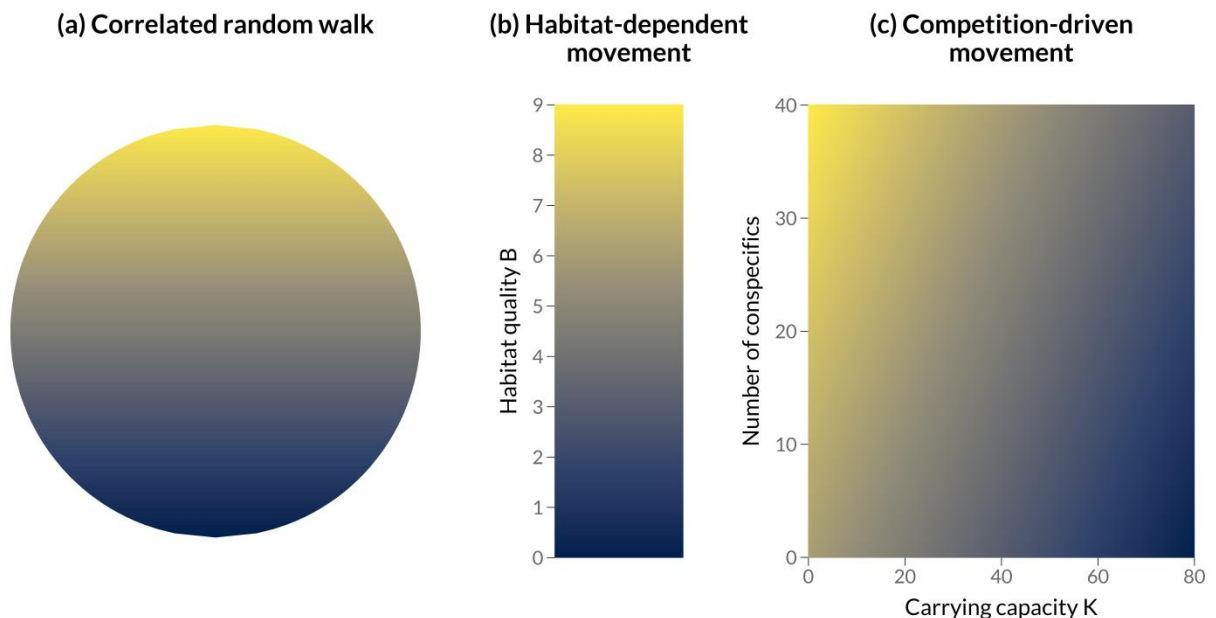 (a) Correlated random walk
(b) Habitat-dependent
movement
(c) Competition-driven
movement
Habitat quality B
9
8
7
6
5
4
3
2
1
0
Number of conspecifics
40
30
20
10
0
0 20 40 60 80
Carrying capacity K